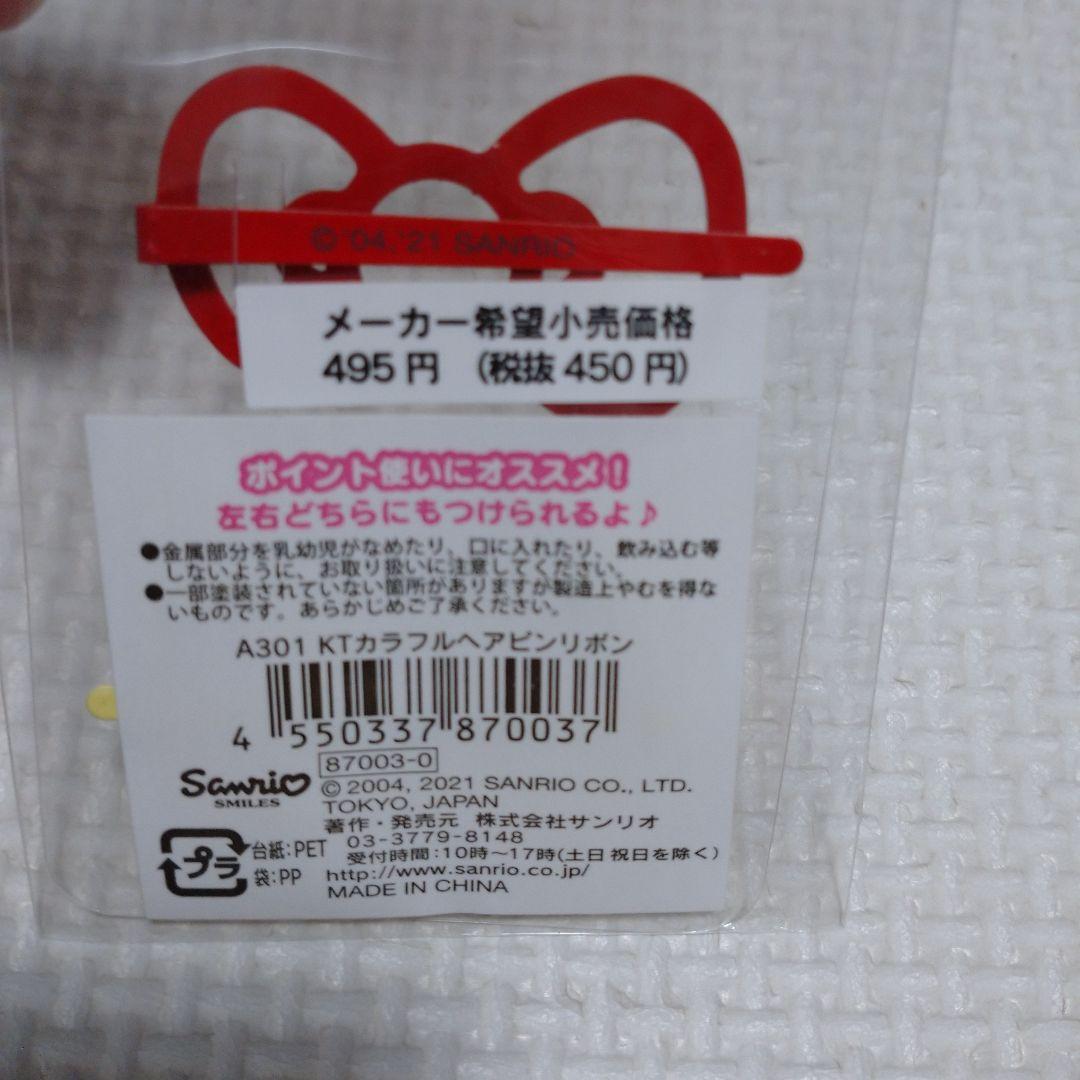 © '04, '21 SANRIO
メーカー希望小売価格
495円 (税抜450円)
ポイント使いにオススメ!
左右どちらにもつけられるよ♪
●金属部分を乳幼児がなめたり、口に入れたり、飲み込む等
しないように、お取り扱いに注意してください。
●一部塗装されていない箇所がありますが製造上やむを得な
いものです。あらかじめご了承ください。
A301 KTカラフルヘアピンリボン
4 550337 870037
87003-0
Sanrio
SMILES
© 2004, 2021 SANRIO CO., LTD.
TOKYO, JAPAN
著作・発売元 株式会社サンリオ
03-3779-8148
受付時間:10時~17時(土日祝日を除く)
http://www.sanrio.co.jp/
MADE IN CHINA
プラ
台紙:PET
袋:PP